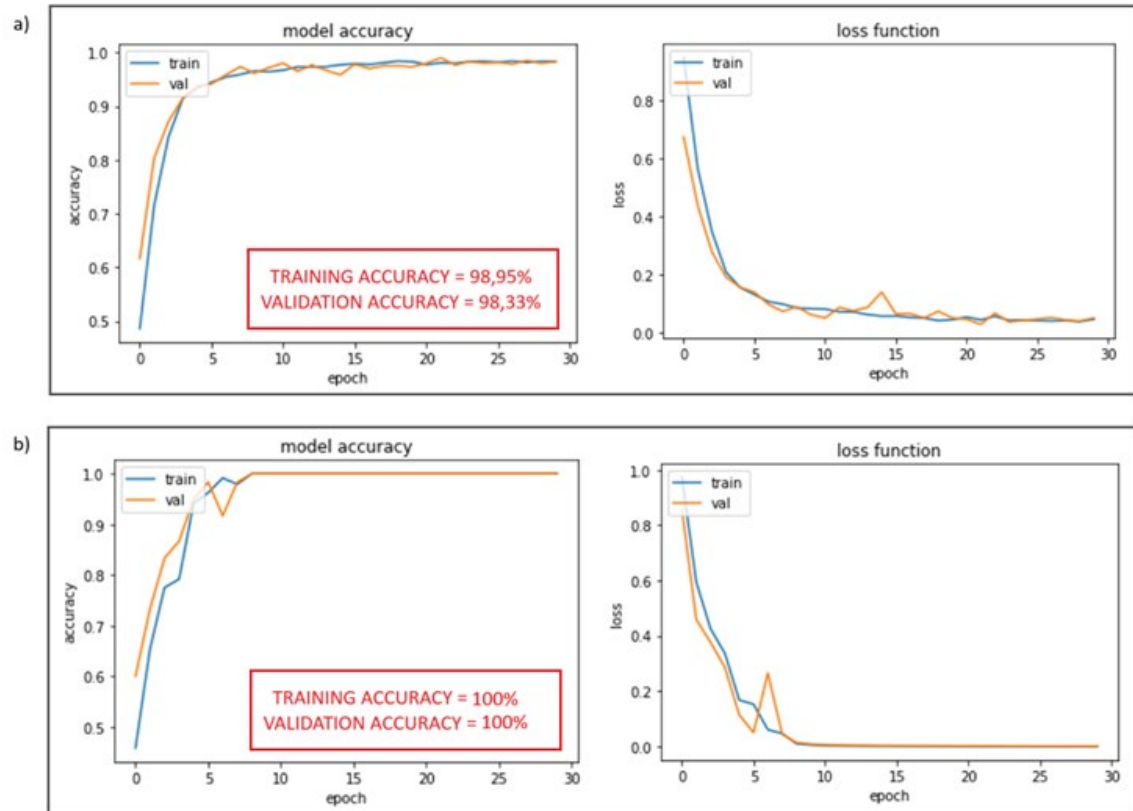 a)
model accuracy
train
val
1.0
0.9
0.8
0.7
0.6
0.5
accuracy
0 5 10 15 20 25 30
epoch
TRAINING ACCURACY = 98,95%
VALIDATION ACCURACY = 98,33%
loss function
train
val
0.8
0.6
0.4
0.2
0.0
loss
0 5 10 15 20 25 30
epoch
b)
model accuracy
train
val
1.0
0.9
0.8
0.7
0.6
0.5
accuracy
0 5 10 15 20 25 30
epoch
TRAINING ACCURACY = 100%
VALIDATION ACCURACY = 100%
loss function
train
val
1.0
0.8
0.6
0.4
0.2
0.0
loss
0 5 10 15 20 25 30
epoch